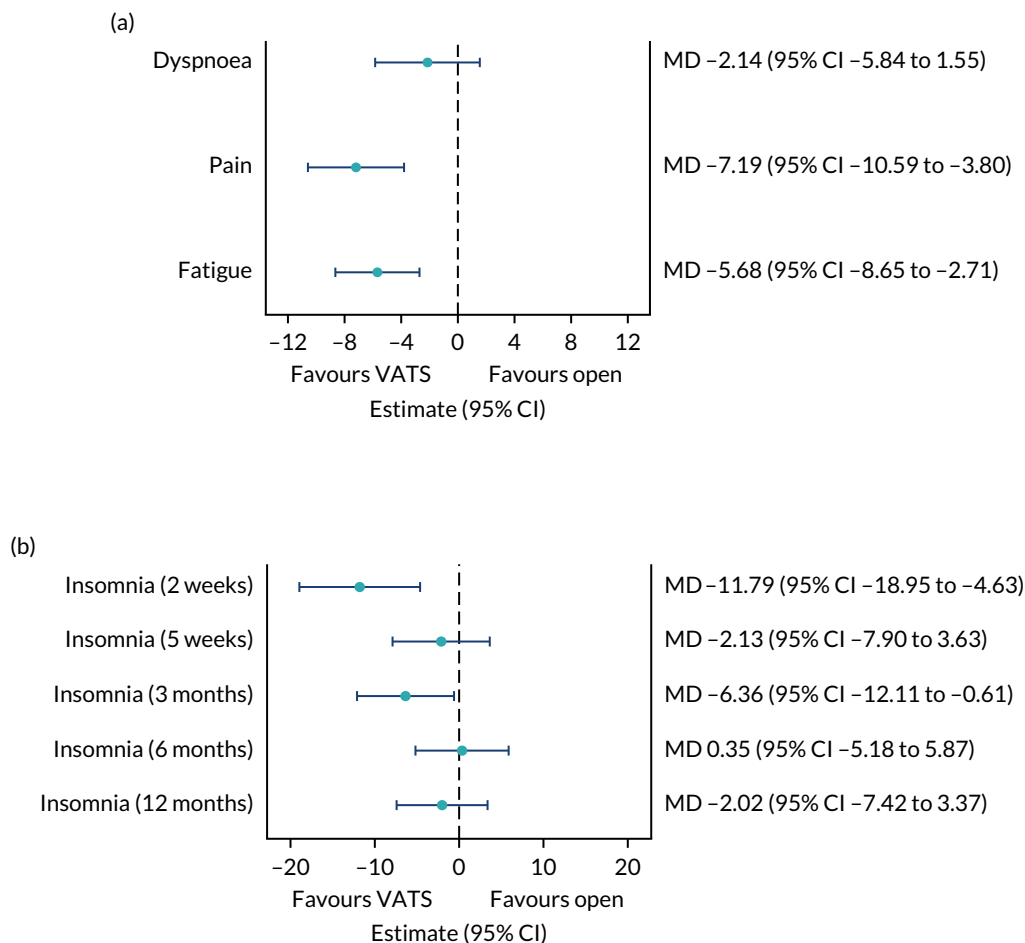 (a)
Dyspnoea MD –2.14 (95% CI –5.84 to 1.55)
Pain MD –7.19 (95% CI –10.59 to –3.80)
Fatigue MD –5.68 (95% CI –8.65 to –2.71)
–12 –8 –4 0 4 8 12
Favours VATS Favours open
Estimate (95% CI)
(b)
Insomnia (2 weeks) MD –11.79 (95% CI –18.95 to –4.63)
Insomnia (5 weeks) MD –2.13 (95% CI –7.90 to 3.63)
Insomnia (3 months) MD –6.36 (95% CI –12.11 to –0.61)
Insomnia (6 months) MD 0.35 (95% CI –5.18 to 5.87)
Insomnia (12 months) MD –2.02 (95% CI –7.42 to 3.37)
–20 –10 0 10 20
Favours VATS Favours open
Estimate (95% CI)